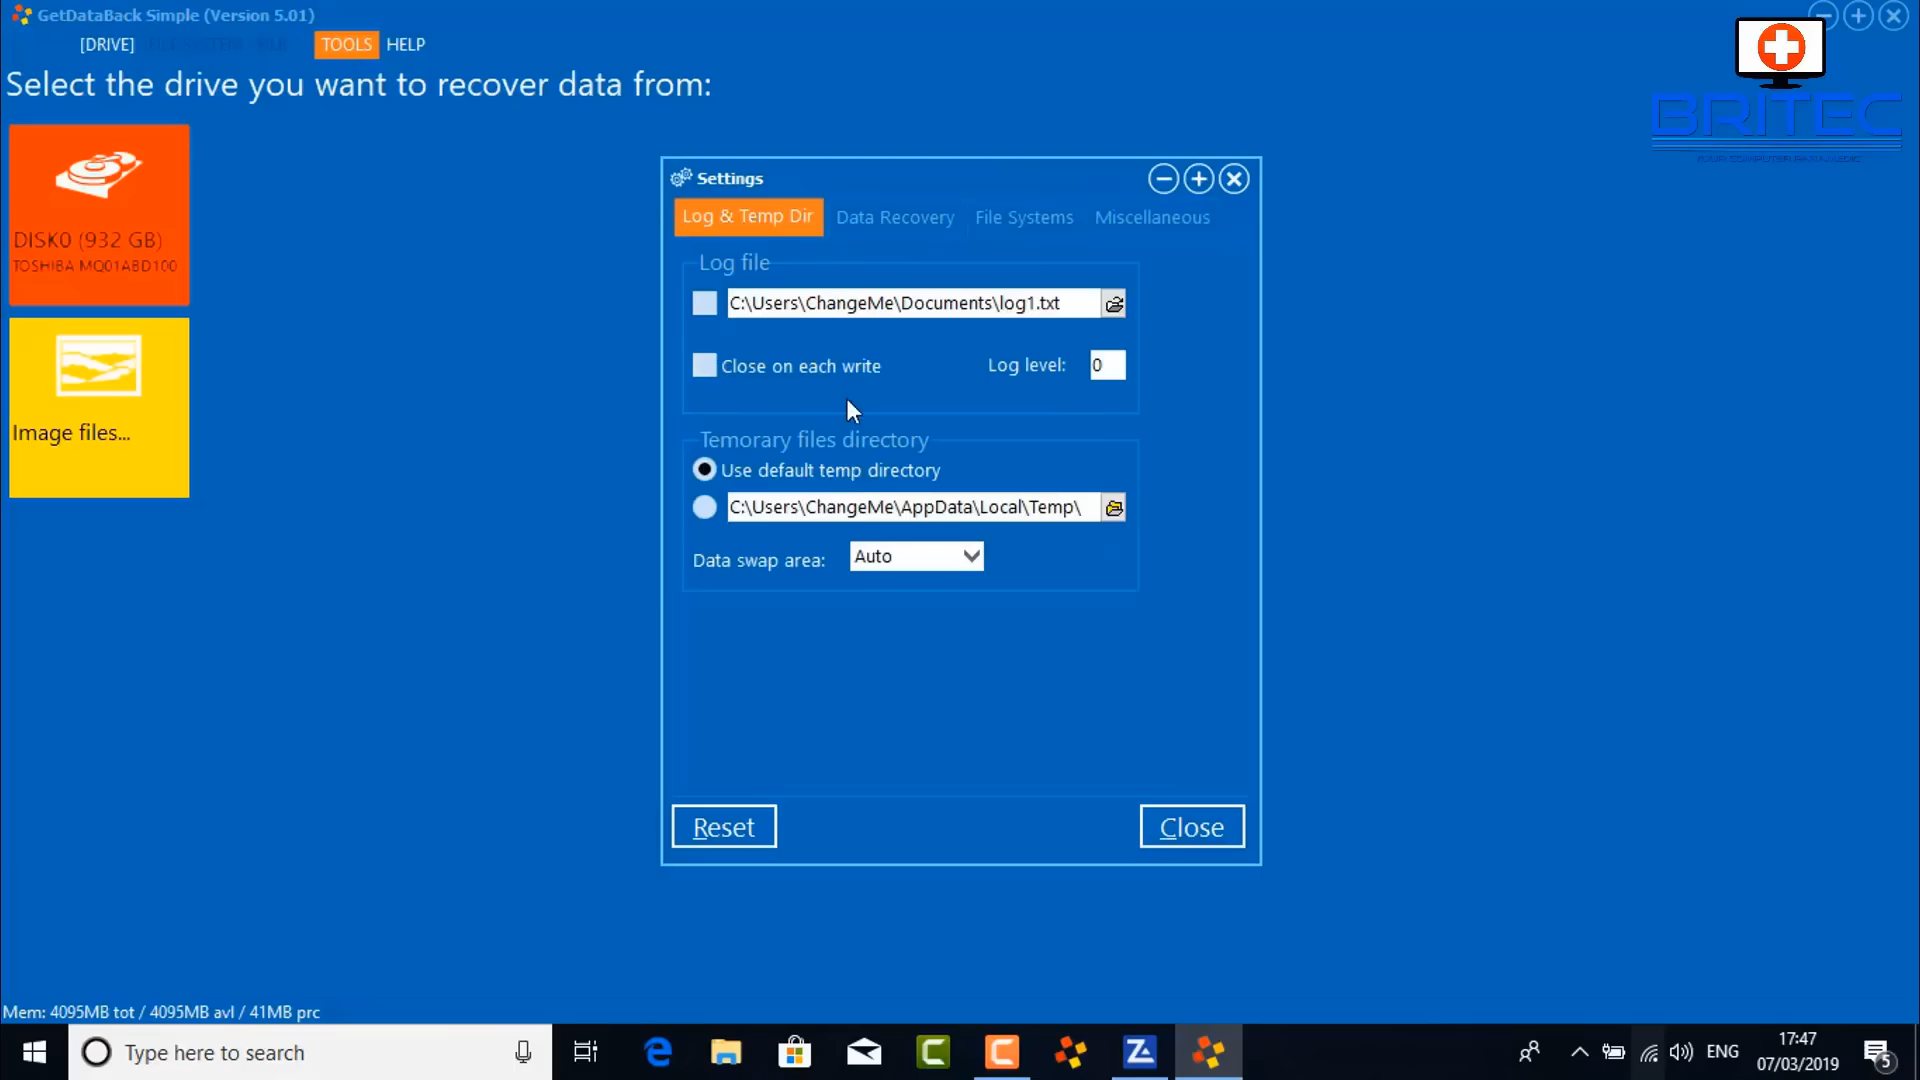 GetDataBack Simple (Version 5.01)
[DRIVE] TOOLS HELP
Select the drive you want to recover data from:
BRITEC
DISK0 (932 GB)
TOSHIBA MQ01ABD100
Image files...
Settings
Log & Temp Dir Data Recovery File Systems Miscellaneous
Log file
C:\Users\ChangeMe\Documents\log1.txt
Close on each write Log level: 0
Temorary files directory
Use default temp directory
C:\Users\ChangeMe\AppData\Local\Temp\
Data swap area: Auto
Reset Close
Mem: 4095MB tot / 4095MB avl / 41MB prc
Type here to search
ENG
17:47
07/03/2019
5